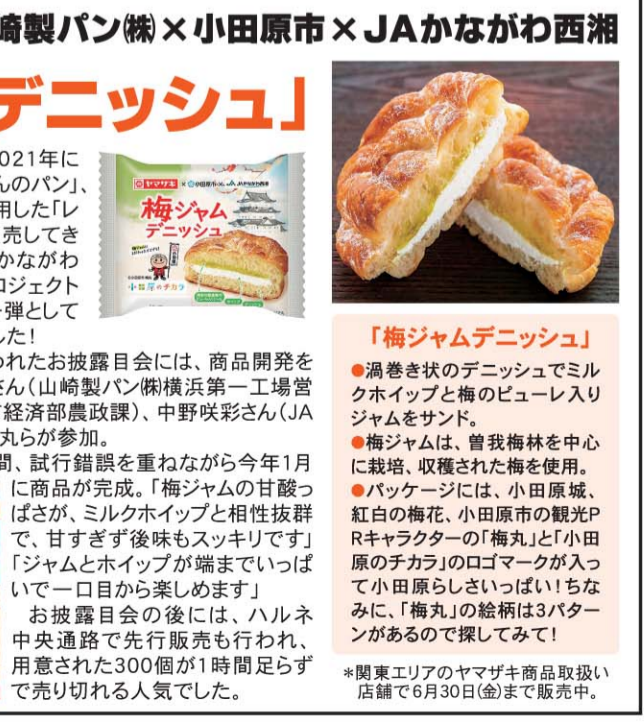 崎製パン㈱×小田原市×JAかながわ西湘
デニッシュ」
021年に
んのパン」、
用した「レ
売してき
かながわ
ロジェクト
弾として
した!
ヤマザキ
×小田原市
JAかながわ西湘
梅ジャム
デニッシュ
小田原のチカラ
われたお披露目会には、商品開発を
さん(山崎製パン㈱横浜第一工場営
経済部農政課)、中野咲彩さん(JA
丸らが参加。
間、試行錯誤を重ねながら今年1月
に商品が完成。「梅ジャムの甘酸っ
ぱさが、ミルクホイップと相性抜群
で、甘すぎず後味もスッキリです」
「ジャムとホイップが端までいっぱ
いで一口目から楽しめます」
お披露目会の後には、ハルネ
中央通路で先行販売も行われ、
用意された300個が1時間足らず
で売り切れる人気でした。
「梅ジャムデニッシュ」
●渦巻き状のデニッシュでミル
クホイップと梅のピューレ入り
ジャムをサンド。
●梅ジャムは、曽我梅林を中心
に栽培、収穫された梅を使用。
●パッケージには、小田原城、
紅白の梅花、小田原市の観光P
Rキャラクターの「梅丸」と「小田
原のチカラ」のロゴマークが入っ
て小田原らしさいっぱい!ちな
みに、「梅丸」の絵柄は3パター
ンがあるので探してみて!
*関東エリアのヤマザキ商品取扱い
店舗で6月30日㈮まで販売中。